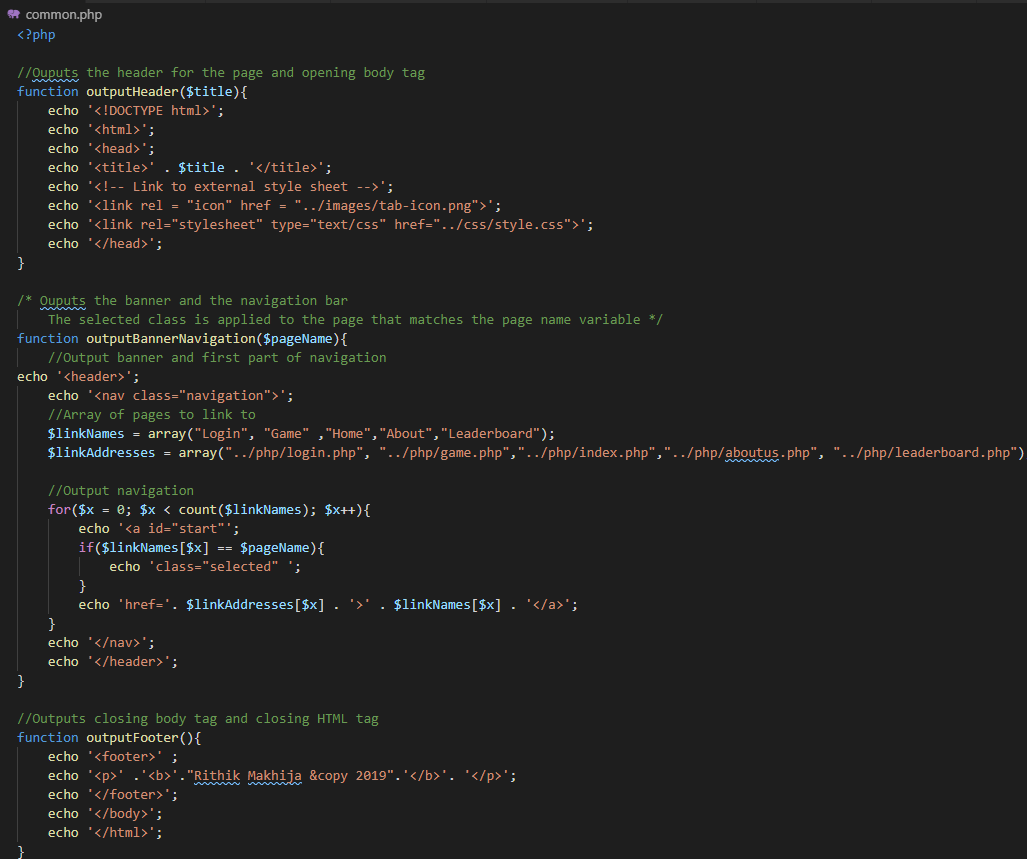 common.php
<?php
//Ouputs the header for the page and opening body tag
function outputHeader($title){
    echo '<!DOCTYPE html>';
    echo '<html>';
    echo '<head>';
    echo '<title>' . $title . '</title>';
    echo '<!-- Link to external style sheet -->';
    echo '<link rel = "icon" href = "../images/tab-icon.png">';
    echo '<link rel="stylesheet" type="text/css" href="../css/style.css">';
    echo '</head>';
}
/* Ouputs the banner and the navigation bar
    The selected class is applied to the page that matches the page name variable */
function outputBannerNavigation($pageName){
    //Output banner and first part of navigation
echo '<header>';
    echo '<nav class="navigation">';
    //Array of pages to link to
    $linkNames = array("Login", "Game" ,"Home","About","Leaderboard");
    $linkAddresses = array("../php/login.php", "../php/game.php","../php/index.php","../php/aboutus.php", "../php/leaderboard.php")
    //Output navigation
    for($x = 0; $x < count($linkNames); $x++){
        echo '<a id="start"';
        if($linkNames[$x] == $pageName){
            echo 'class="selected" ';
        }
        echo 'href='. $linkAddresses[$x] . '>' . $linkNames[$x] . '</a>';
    }
    echo '</nav>';
    echo '</header>';
}
//Outputs closing body tag and closing HTML tag
function outputFooter(){
    echo '<footer>' ;
    echo '<p>' .'<b>'."Rithik Makhija &copy 2019".'</b>'. '</p>';
    echo '</footer>';
    echo '</body>';
    echo '</html>';
}